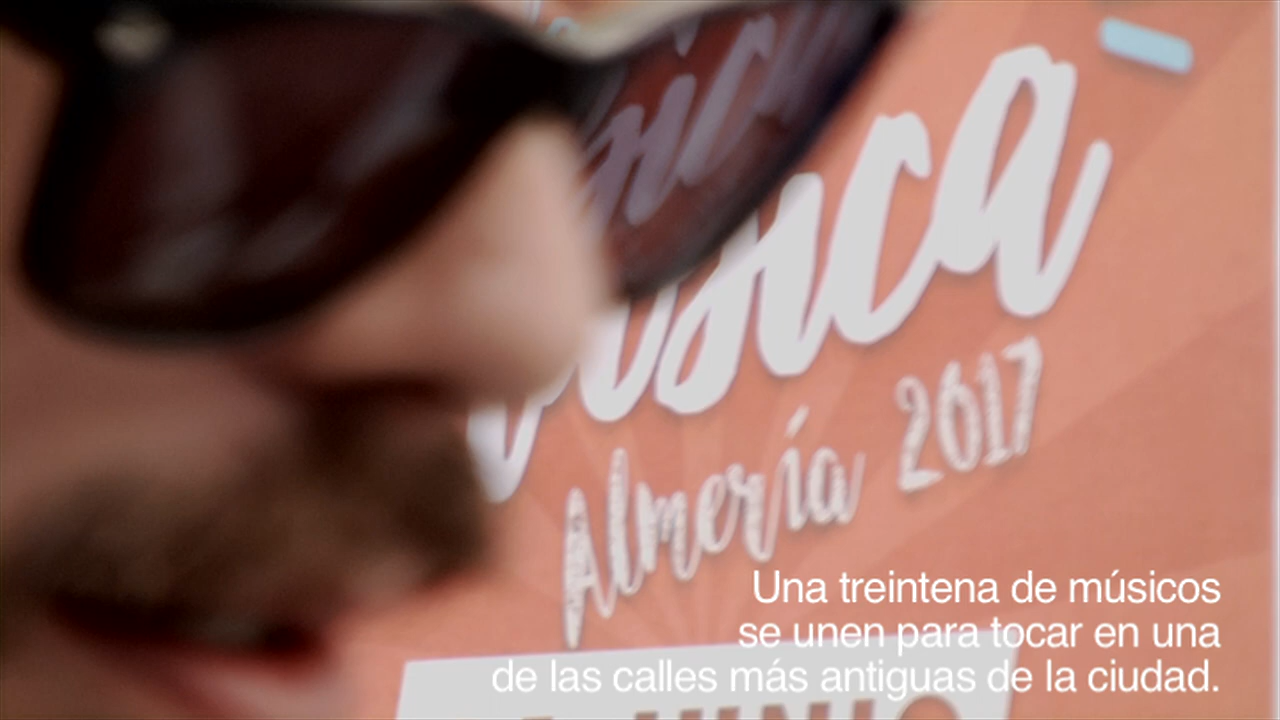 música
Almería 2017
Una treintena de músicos
se unen para tocar en una
de las calles más antiguas de la ciudad.